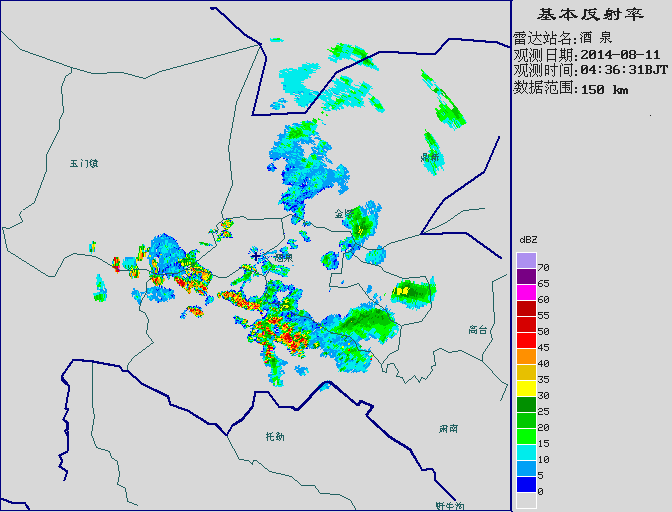 基本反射率
雷达站名:酒 泉
观测日期:2014-08-11
观测时间:04:36:31BJT
数据范围:150 km
玉门镇
鼎新
金塔
酒泉
高台
托勒
肃南
野牛沟
dBZ
70
65
60
55
50
45
40
35
30
25
20
15
10
5
0